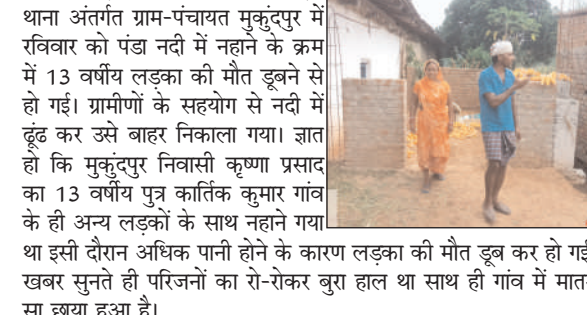 थाना अंतर्गत ग्राम-पंचायत मुकुंदपुर में
रविवार को पंडा नदी में नहाने के क्रम
में 13 वर्षीय लड़का की मौत डूबने से
हो गई। ग्रामीणों के सहयोग से नदी में
ढूंढ कर उसे बाहर निकाला गया। ज्ञात
हो कि मुकुंदपुर निवासी कृष्णा प्रसाद
का 13 वर्षीय पुत्र कार्तिक कुमार गांव
के ही अन्य लड़कों के साथ नहाने गया
था इसी दौरान अधिक पानी होने के कारण लड़का की मौत डूब कर हो गई
खबर सुनते ही परिजनों का रो-रोकर बुरा हाल था साथ ही गांव में
सा छाया हुआ है।